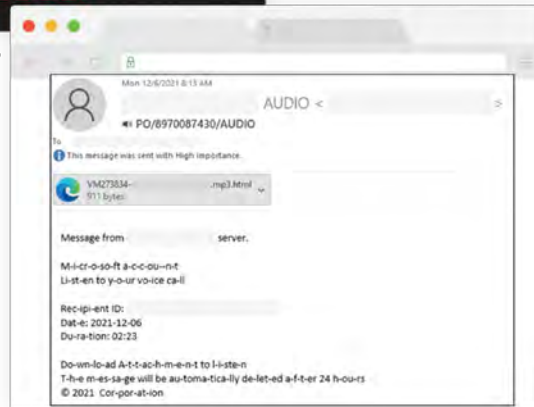 Mon 12/6/2021 8:13 AM
AUDIO < >
PO/8970087430/AUDIO
To
This message was sent with High importance.
VM273834- .mp3.html
911 bytes
Message from server.
M-i-cr-o-so-ft a-c-c-ou--n-t
Li-st-en to y-o-ur vo-ice ca-ll
Rec-ipi-ent ID:
Dat-e: 2021-12-06
Du-ra-tion: 02:23
Do-wn-lo-ad A-t-t-ac-h-m-e-n-t to l-i-ste-n
T-h-e m-es-sa-ge will be au-toma-tica-lly de-let-ed a-f-t-er 24 h-ou-rs
© 2021 Cor-por-at-ion